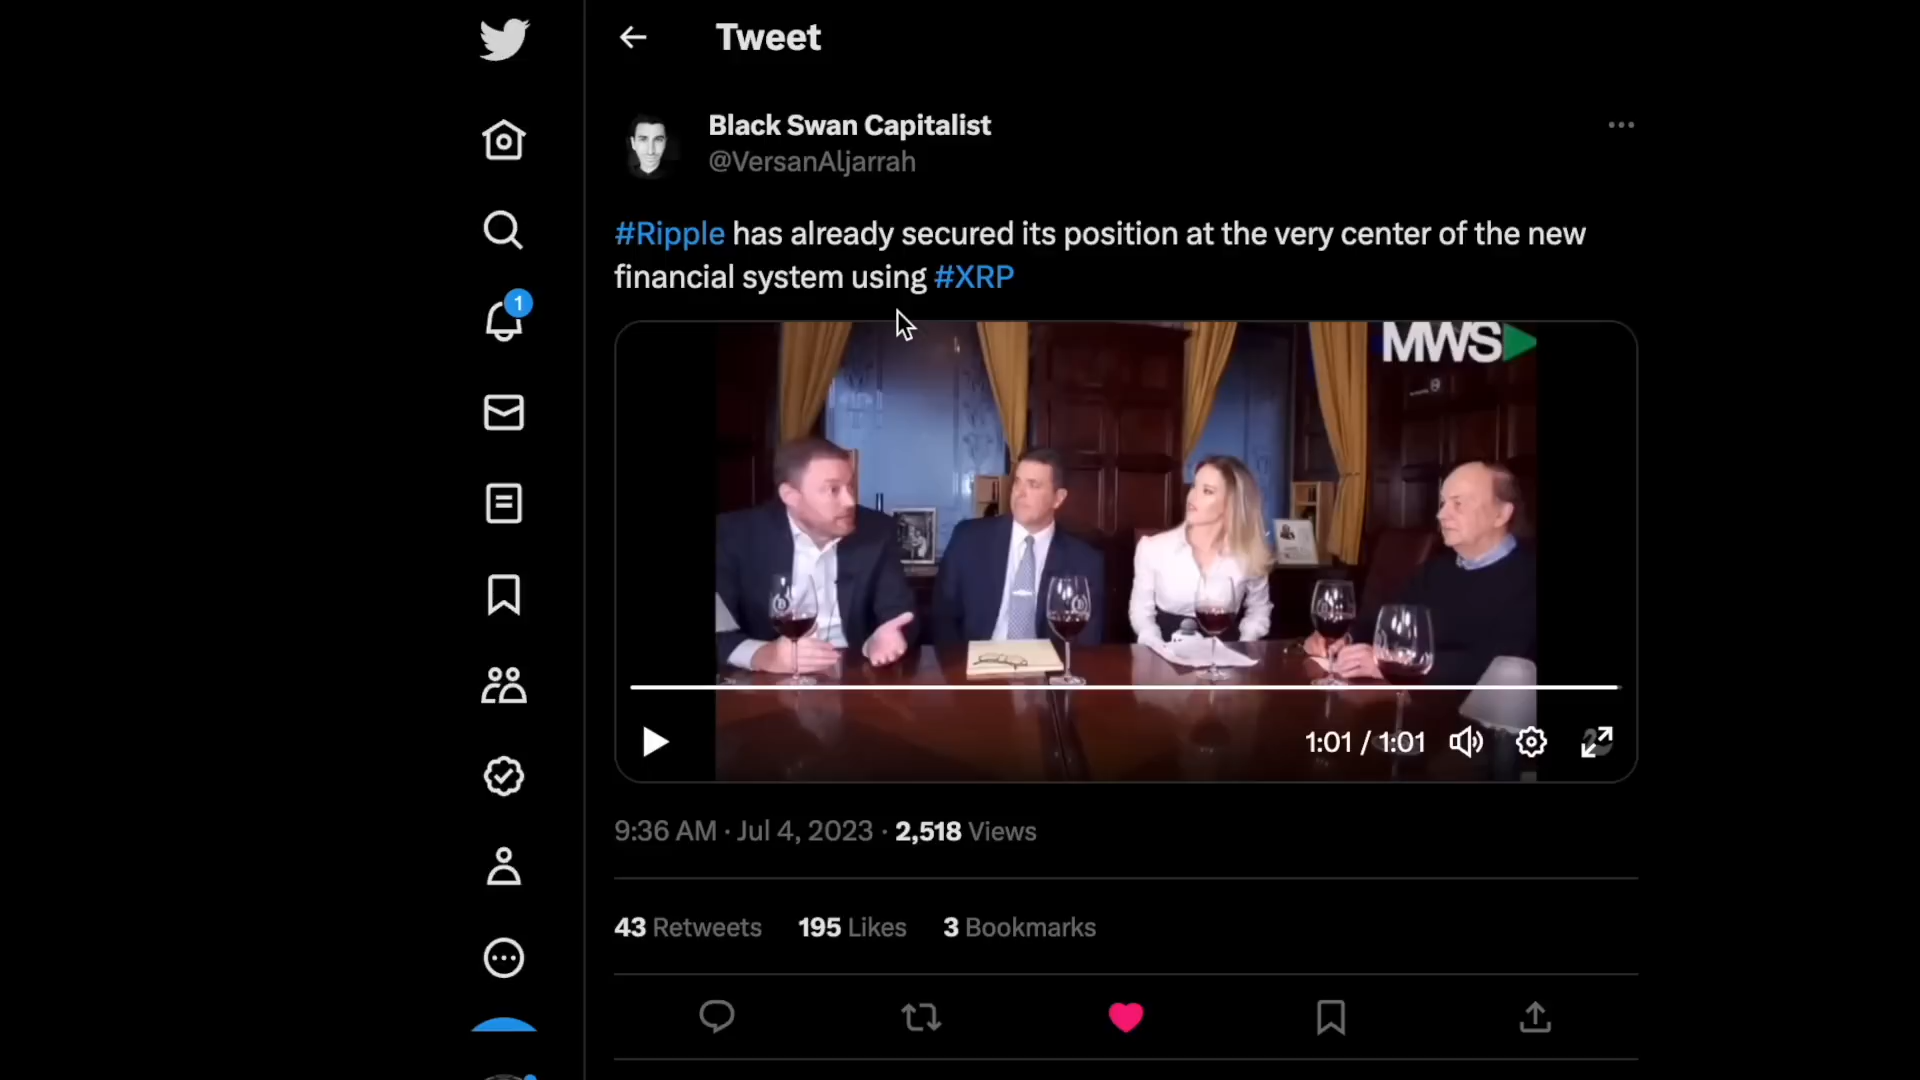 Tweet
Black Swan Capitalist
@VersanAljarrah
#Ripple has already secured its position at the very center of the new
financial system using #XRP
1
MWS
1:01 / 1:01
9:36 AM · Jul 4, 2023 · 2,518 Views
43 Retweets 195 Likes 3 Bookmarks